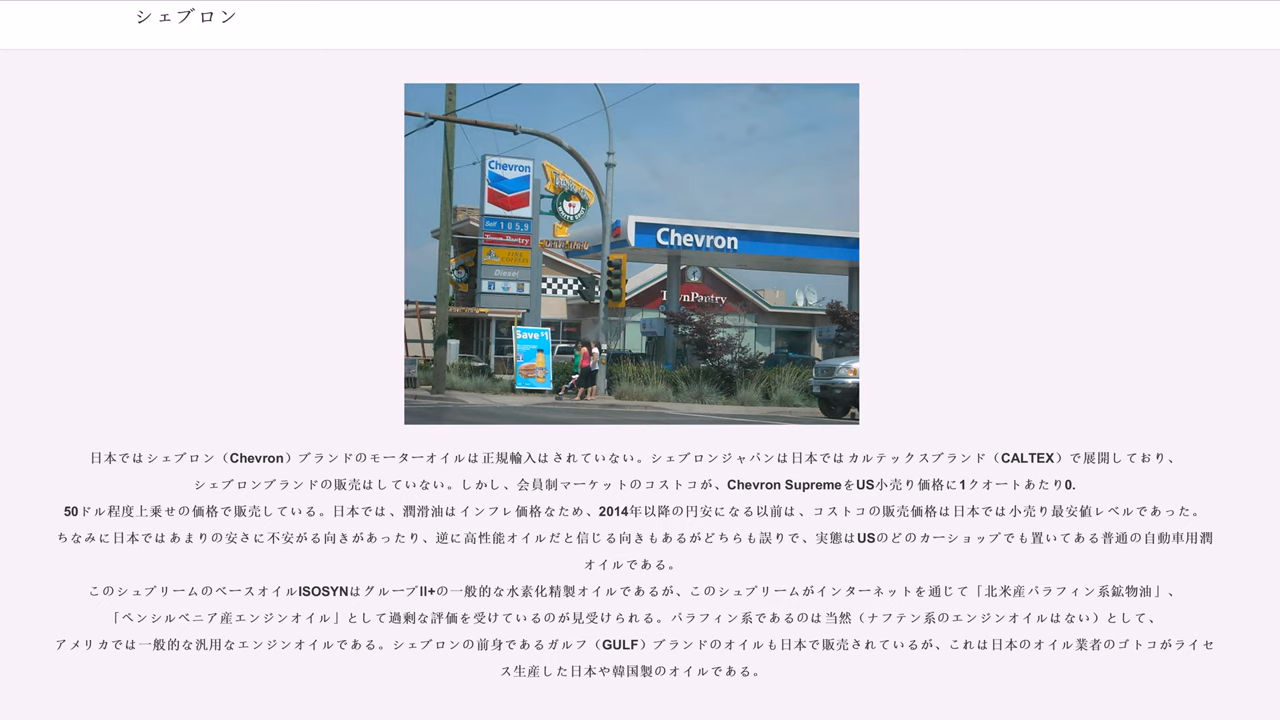 シェブロン
Chevron
WHITE SPOT
Self 105.9
Town Pantry
DRIVE THRU
FINE COFFEES
Diesel
Chevron
TownPantry
Save $1
日本ではシェブロン（Chevron）ブランドのモーターオイルは正規輸入はされていない。シェブロンジャパンは日本ではカルテックスブランド（CALTEX）で展開しており、
シェブロンブランドの販売はしていない。しかし、会員制マーケットのコストコが、Chevron SupremeをUS小売り価格に1クオートあたり0.
50ドル程度上乗せの価格で販売している。日本では、潤滑油はインフレ価格なため、2014年以降の円安になる以前は、コストコの販売価格は日本では小売り最安値レベルであった。
ちなみに日本ではあまりの安さに不安がる向きがあったり、逆に高性能オイルだと信じる向きもあるがどちらも誤りで、実態はUSのどのカーショップでも置いてある普通の自動車用潤
オイルである。
このシュプリームのベースオイルISOSYNはグループII+の一般的な水素化精製オイルであるが、このシュプリームがインターネットを通じて「北米産パラフィン系鉱物油」、
「ペンシルベニア産エンジンオイル」として過剰な評価を受けているのが見受けられる。パラフィン系であるのは当然（ナフテン系のエンジンオイルはない）として、
アメリカでは一般的な汎用なエンジンオイルである。シェブロンの前身であるガルフ（GULF）ブランドのオイルも日本で販売されているが、これは日本のオイル業者のゴトコがライセ
ス生産した日本や韓国製のオイルである。